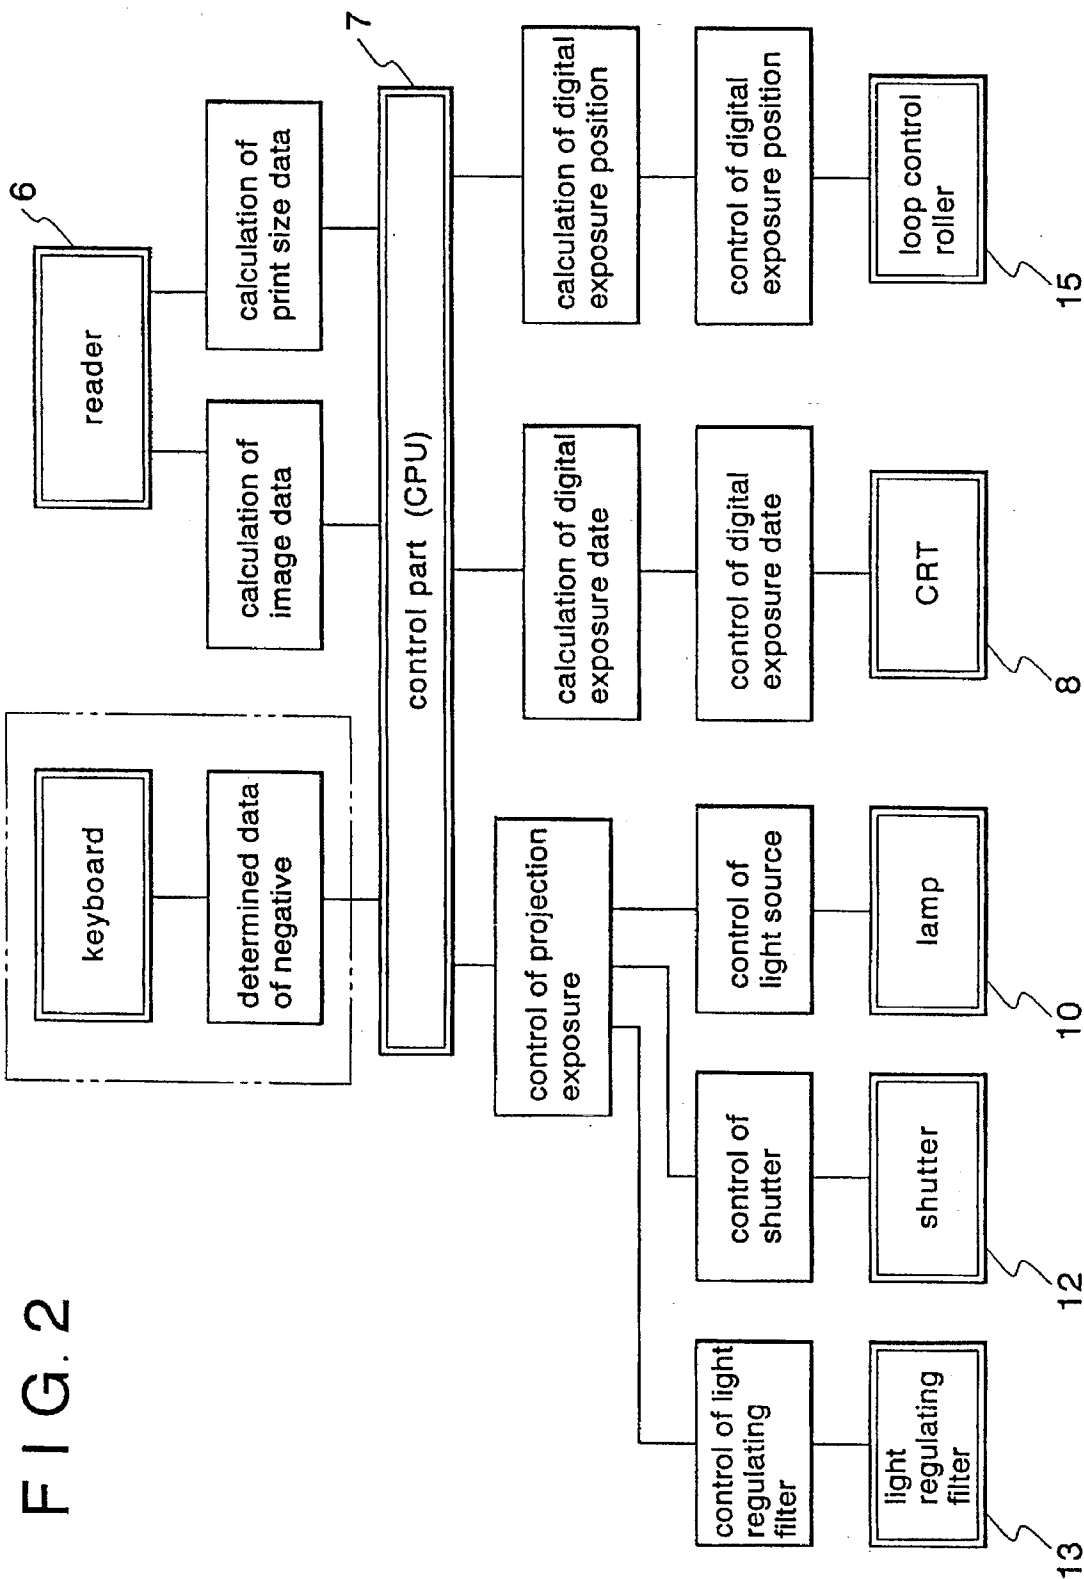 FIG. 2
keyboard
determined data
of negative
reader
6
calculation of
image data
calculation of
print size data
control part (CPU)
7
control of projection
exposure
calculation of digital
exposure date
calculation of digital
exposure position
control of light
regulating
filter
control of
shutter
control of
light source
control of digital
exposure date
control of digital
exposure position
light
regulating
filter
shutter
lamp
CRT
loop control
roller
13
12
10
8
15